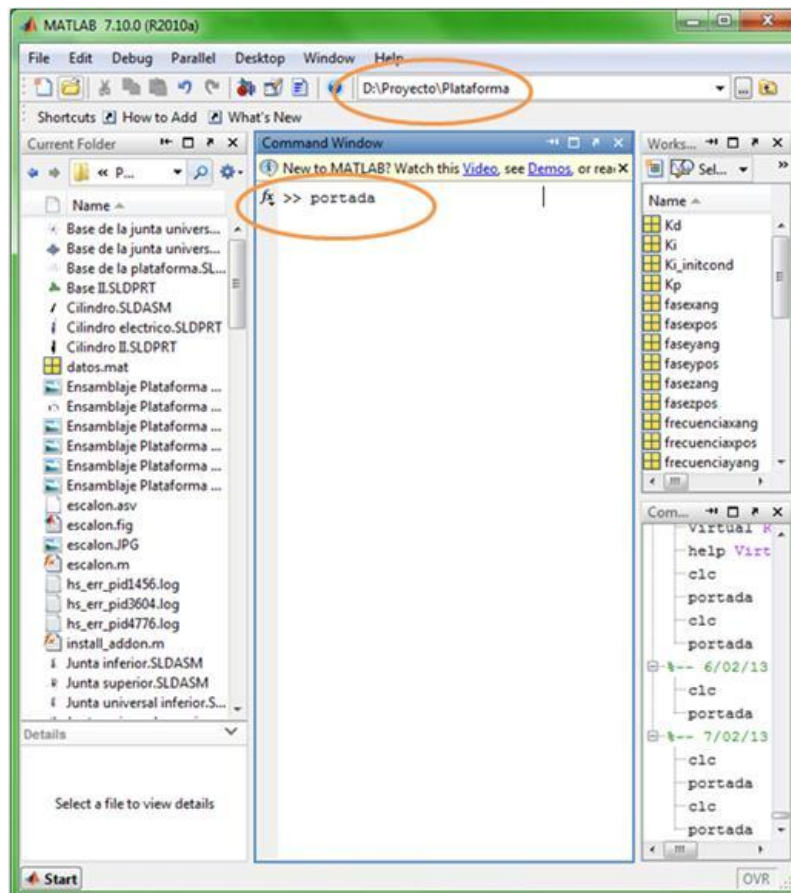 MATLAB 7.10.0 (R2010a)
File Edit Debug Parallel Desktop Window Help
D:\Proyecto\Plataforma
Shortcuts How to Add What's New
Current Folder
« P...
Name
Base de la junta univers...
Base de la junta univers...
Base de la plataforma.SL...
Base II.SLDPRT
Cilindro.SLDASM
Cilindro electrico.SLDPRT
Cilindro II.SLDPRT
datos.mat
Ensamblaje Plataforma ...
Ensamblaje Plataforma ...
Ensamblaje Plataforma ...
Ensamblaje Plataforma ...
Ensamblaje Plataforma ...
Ensamblaje Plataforma ...
escalon.asv
escalon.fig
escalon.JPG
escalon.m
hs_err_pid1456.log
hs_err_pid3604.log
hs_err_pid4776.log
install_addon.m
Junta inferior.SLDASM
Junta superior.SLDASM
Junta universal inferior.S...
Details
Select a file to view details
Command Window
New to MATLAB? Watch this Video, see Demos, or rea
fx >> portada
Works...
Sel...
Name
Kd
Ki
Ki_initcond
Kp
fasexang
fasexpos
faseyang
faseypos
fasezang
fasezpos
frecuenciaxang
frecuenciaxpos
frecuenciayang
Com...
Virtual R
help Virt
clc
portada
clc
portada
%-- 6/02/13
clc
portada
%-- 7/02/13
clc
portada
clc
portada
Start
OVR